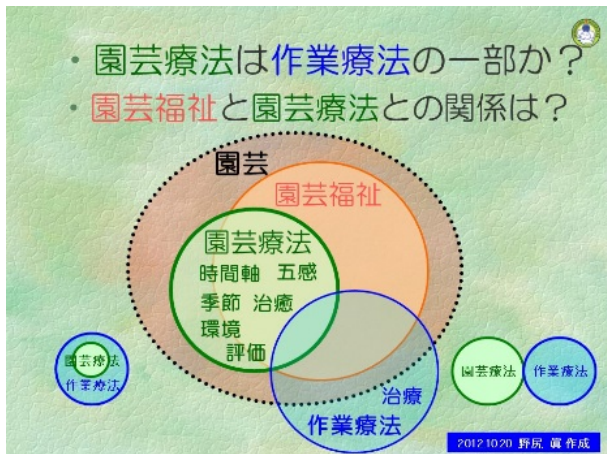 ・園芸療法は作業療法の一部か？
・園芸福祉と園芸療法との関係は？
園芸
園芸福祉
園芸療法
時間軸 五感
季節 治癒
環境
評価
治療
作業療法
園芸療法
作業療法
園芸療法
作業療法
20121020 野尻 眞 作成